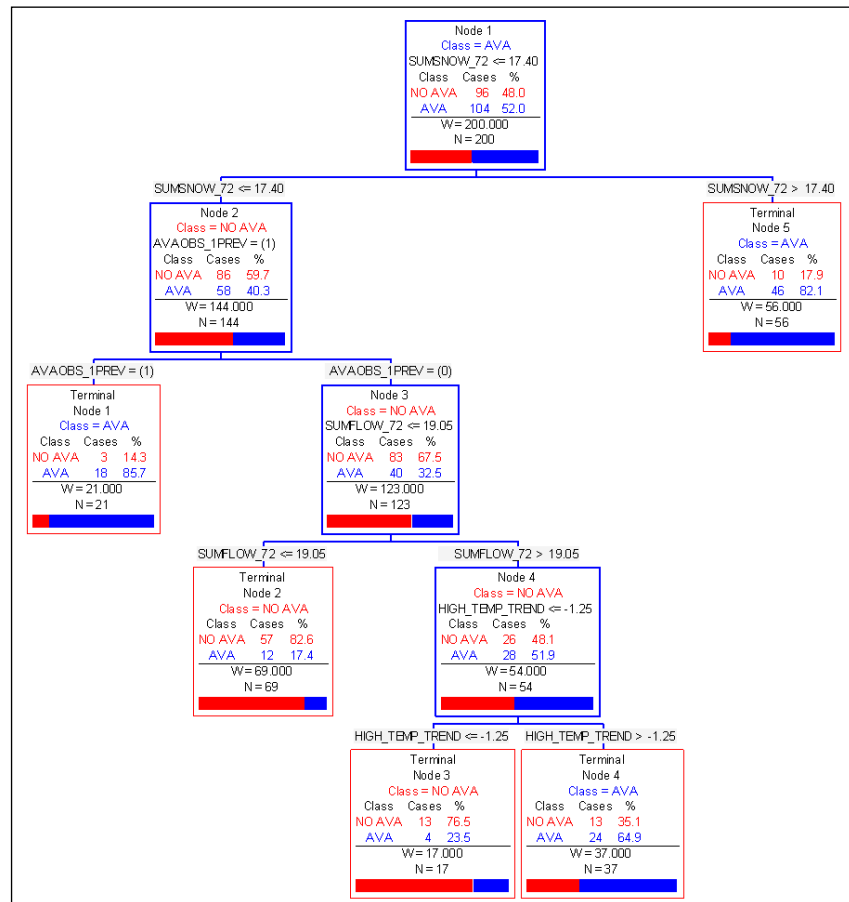 Node 1
Class = AVA
SUMSNOW_72 <= 17.40
Class Cases %
NO AVA 96 48.0
AVA 104 52.0
W = 200.000
N = 200
SUMSNOW_72 <= 17.40
SUMSNOW_72 > 17.40
Node 2
Class = NO AVA
AVAOBS_1PREV = (1)
Class Cases %
NO AVA 86 59.7
AVA 58 40.3
W = 144.000
N = 144
Terminal
Node 5
Class = AVA
Class Cases %
NO AVA 10 17.9
AVA 46 82.1
W = 56.000
N = 56
AVAOBS_1PREV = (1)
AVAOBS_1PREV = (0)
Terminal
Node 1
Class = AVA
Class Cases %
NO AVA 3 14.3
AVA 18 85.7
W = 21.000
N = 21
Node 3
Class = NO AVA
SUMFLOW_72 <= 19.05
Class Cases %
NO AVA 83 67.5
AVA 40 32.5
W = 123.000
N = 123
SUMFLOW_72 <= 19.05
SUMFLOW_72 > 19.05
Terminal
Node 2
Class = NO AVA
Class Cases %
NO AVA 57 82.6
AVA 12 17.4
W = 69.000
N = 69
Node 4
Class = NO AVA
HIGH_TEMP_TREND <= -1.25
Class Cases %
NO AVA 26 48.1
AVA 28 51.9
W = 54.000
N = 54
HIGH_TEMP_TREND <= -1.25
HIGH_TEMP_TREND > -1.25
Terminal
Node 3
Class = NO AVA
Class Cases %
NO AVA 13 76.5
AVA 4 23.5
W = 17.000
N = 17
Terminal
Node 4
Class = AVA
Class Cases %
NO AVA 13 35.1
AVA 24 64.9
W = 37.000
N = 37